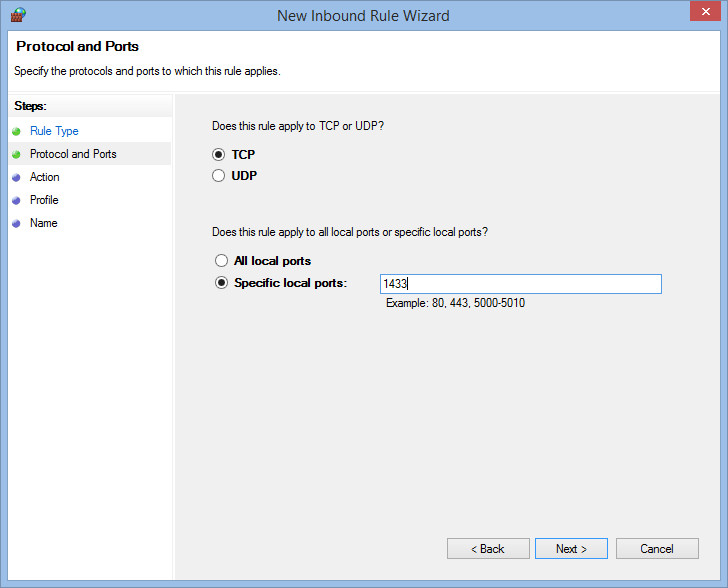 New Inbound Rule Wizard
Protocol and Ports
Specify the protocols and ports to which this rule applies.
Steps:
Rule Type
Protocol and Ports
Action
Profile
Name
Does this rule apply to TCP or UDP?
TCP
UDP
Does this rule apply to all local ports or specific local ports?
All local ports
Specific local ports: 1433
Example: 80, 443, 5000-5010
< Back Next > Cancel